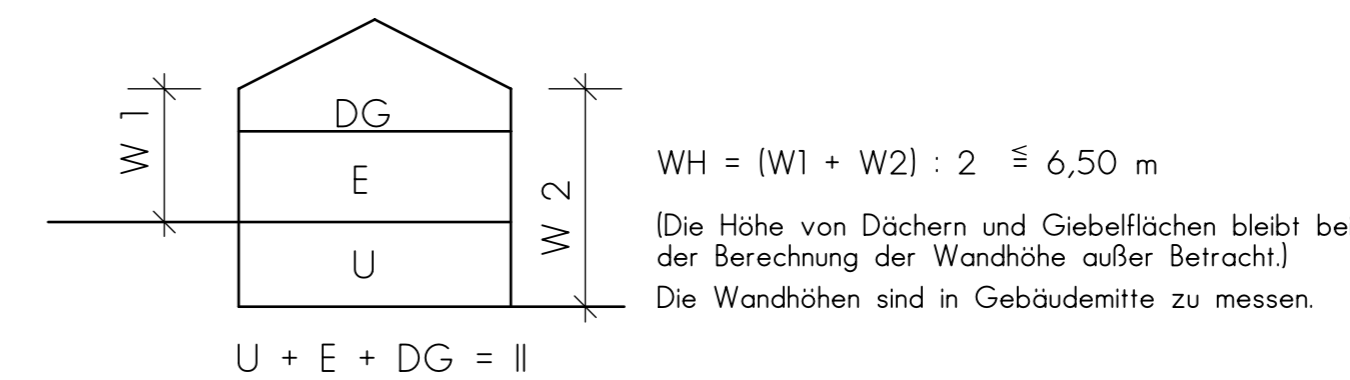 DG
W 1
E
W 2
U
U + E + DG = II
WH = (W1 + W2) : 2 ≦ 6,50 m
(Die Höhe von Dächern und Giebelflächen bleibt bei
der Berechnung der Wandhöhe außer Betracht.)
Die Wandhöhen sind in Gebäudemitte zu messen.